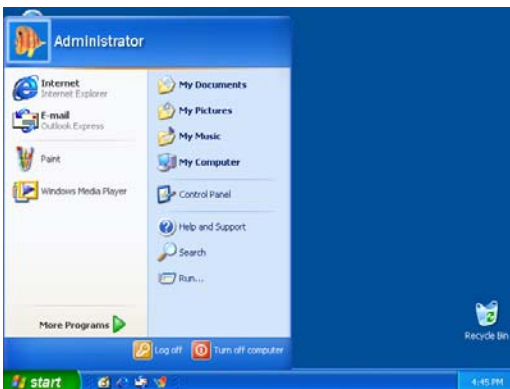 Administrator
Internet
Internet Explorer
E-mail
Outlook Express
Paint
Windows Media Player
More Programs
My Documents
My Pictures
My Music
My Computer
Control Panel
Help and Support
Search
Run...
Log off
Turn off computer
Recycle Bin
start
4:45 PM